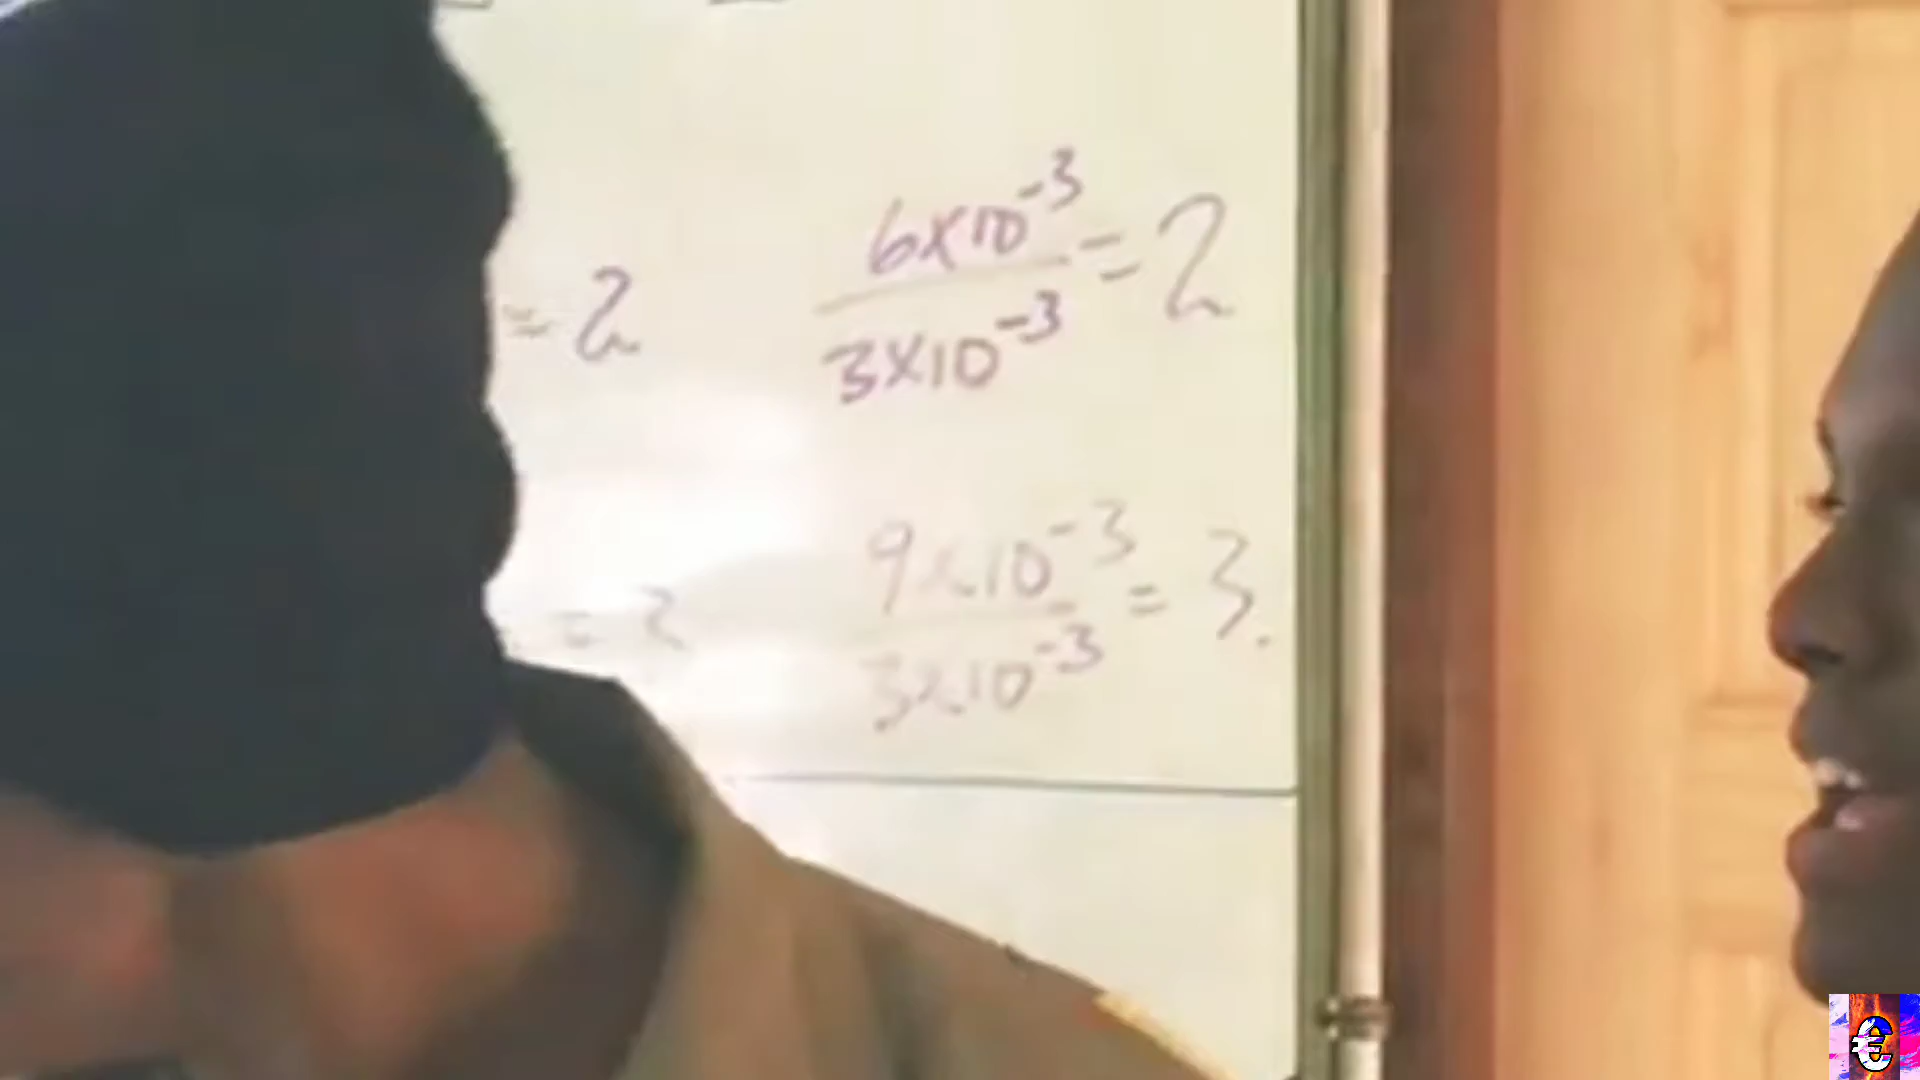 = 2
6x10⁻³
= 2
3x10⁻³
9x10⁻³
= 3.
3x10⁻³
€